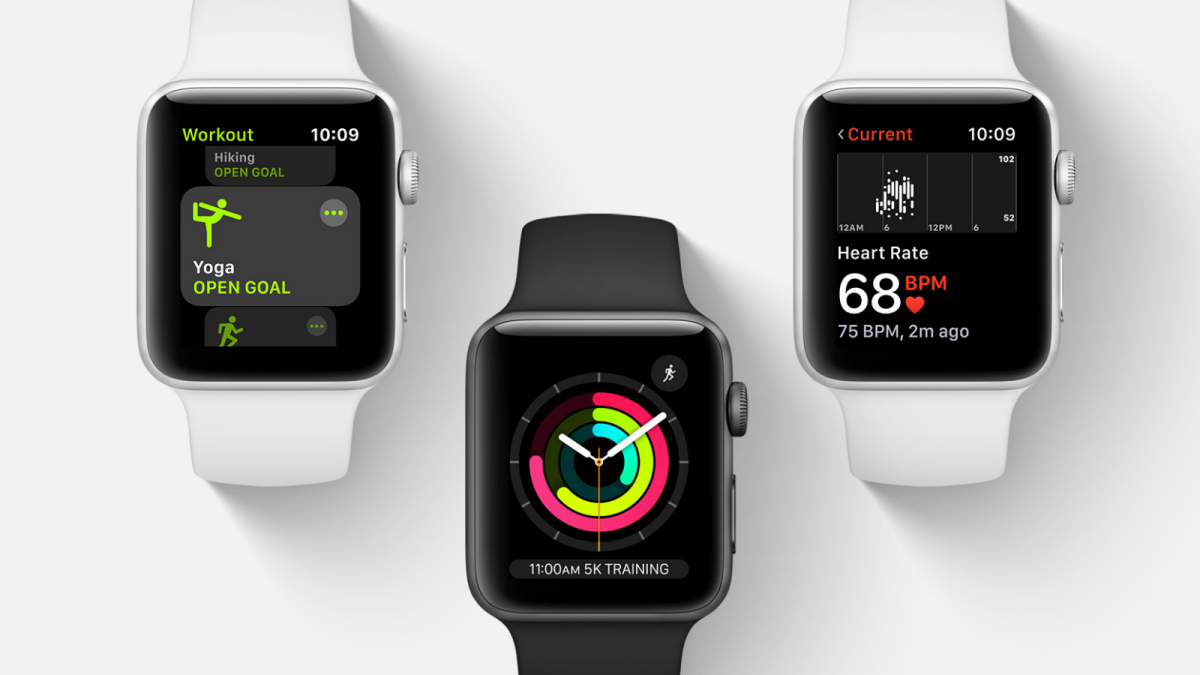 Workout 10:09
Hiking
OPEN GOAL
Yoga
OPEN GOAL
11:00AM 5K TRAINING
‹ Current 10:09
102
52
12AM 6 12PM 6
Heart Rate
68 BPM
75 BPM, 2m ago